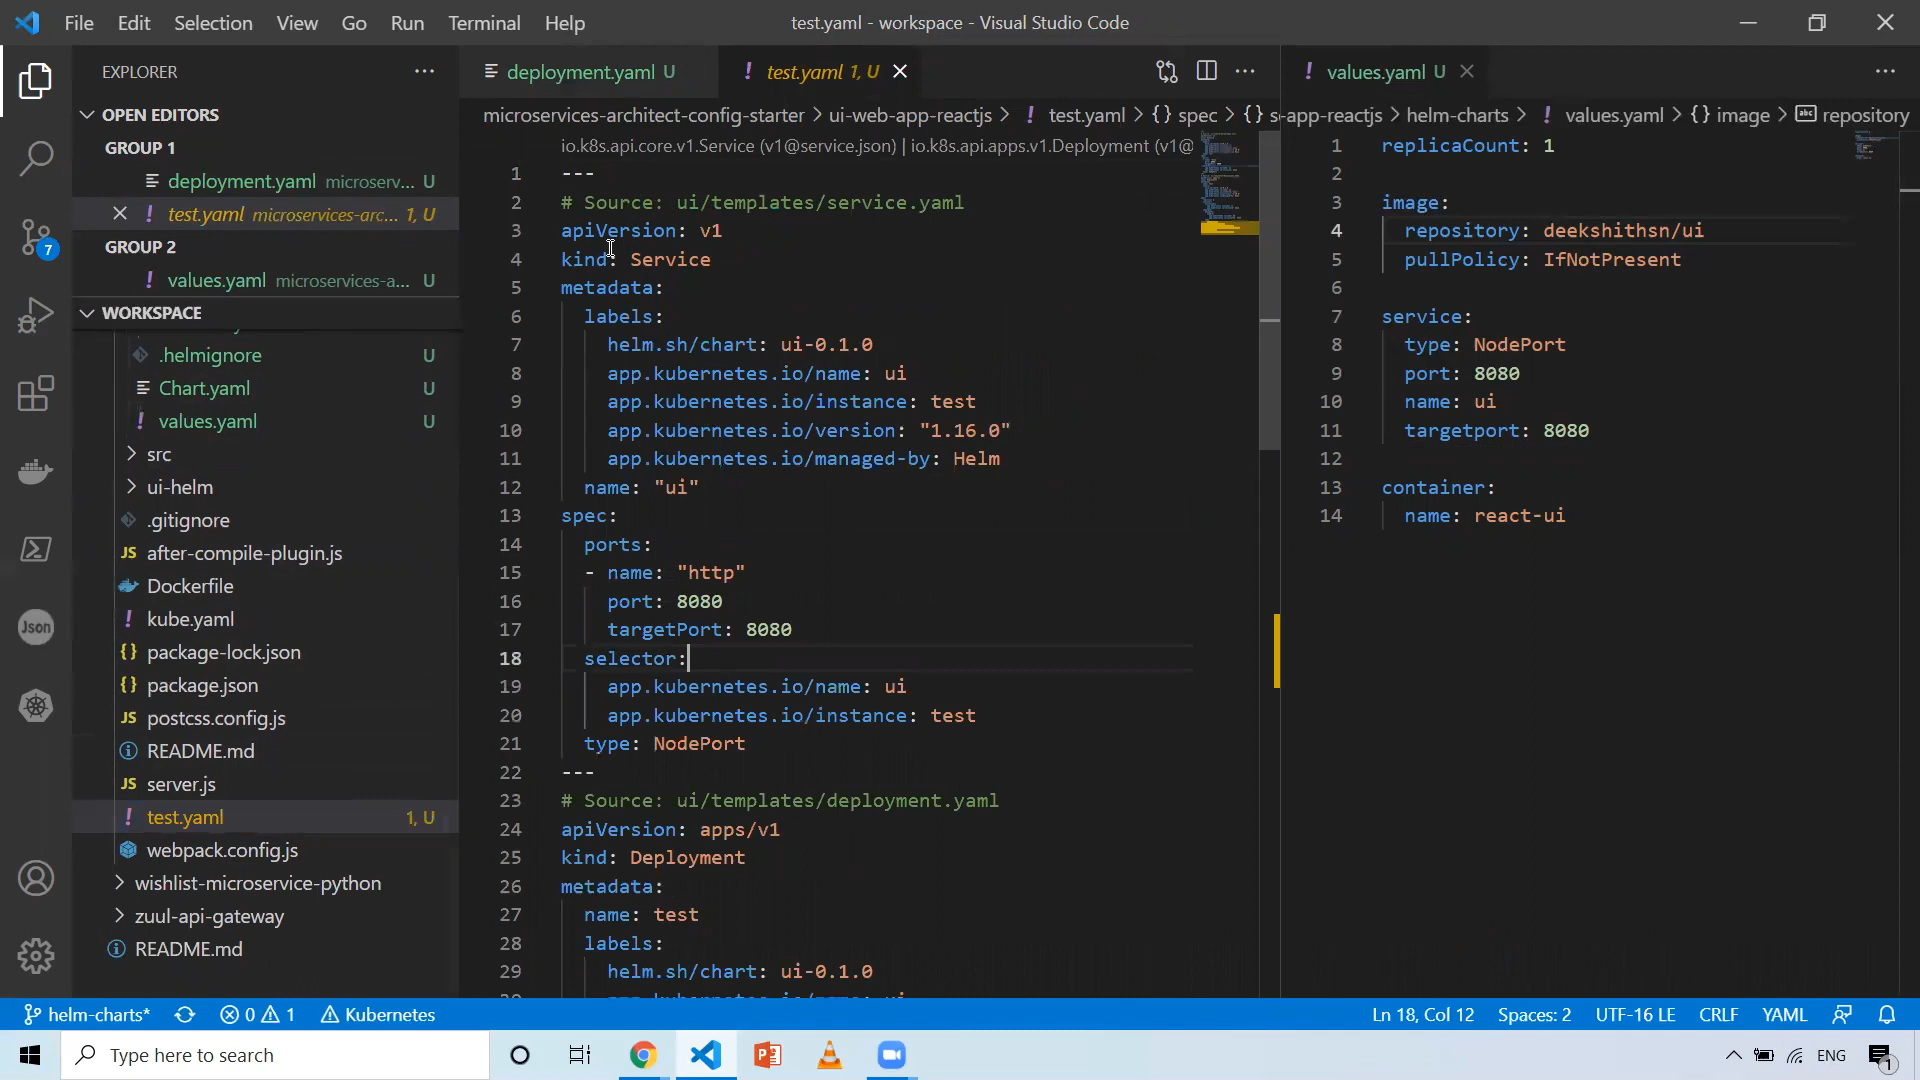 File Edit Selection View Go Run Terminal Help
test.yaml - workspace - Visual Studio Code
EXPLORER
OPEN EDITORS
GROUP 1
deployment.yaml microserv... U
test.yaml microservices-arc... 1, U
GROUP 2
values.yaml microservices-a... U
WORKSPACE
.helmignore U
Chart.yaml U
values.yaml U
src
ui-helm
.gitignore
JS after-compile-plugin.js
Dockerfile
kube.yaml
package-lock.json
package.json
JS postcss.config.js
README.md
JS server.js
test.yaml 1, U
webpack.config.js
wishlist-microservice-python
zuul-api-gateway
README.md
7
Json
deployment.yaml U
test.yaml 1, U
microservices-architect-config-starter > ui-web-app-reactjs > ! test.yaml > {} spec > {} s
io.k8s.api.core.v1.Service (v1@service.json) | io.k8s.api.apps.v1.Deployment (v1@
1 ---
2 # Source: ui/templates/service.yaml
3 apiVersion: v1
4 kind: Service
5 metadata:
6 labels:
7 helm.sh/chart: ui-0.1.0
8 app.kubernetes.io/name: ui
9 app.kubernetes.io/instance: test
10 app.kubernetes.io/version: "1.16.0"
11 app.kubernetes.io/managed-by: Helm
12 name: "ui"
13 spec:
14 ports:
15 - name: "http"
16 port: 8080
17 targetPort: 8080
18 selector:
19 app.kubernetes.io/name: ui
20 app.kubernetes.io/instance: test
21 type: NodePort
22 ---
23 # Source: ui/templates/deployment.yaml
24 apiVersion: apps/v1
25 kind: Deployment
26 metadata:
27 name: test
28 labels:
29 helm.sh/chart: ui-0.1.0
values.yaml U
-app-reactjs > helm-charts > ! values.yaml > {} image > abc repository
1 replicaCount: 1
2
3 image:
4 repository: deekshithsn/ui
5 pullPolicy: IfNotPresent
6
7 service:
8 type: NodePort
9 port: 8080
10 name: ui
11 targetport: 8080
12
13 container:
14 name: react-ui
helm-charts* 0 1 Kubernetes
Ln 18, Col 12 Spaces: 2 UTF-16 LE CRLF YAML
Type here to search
ENG
1